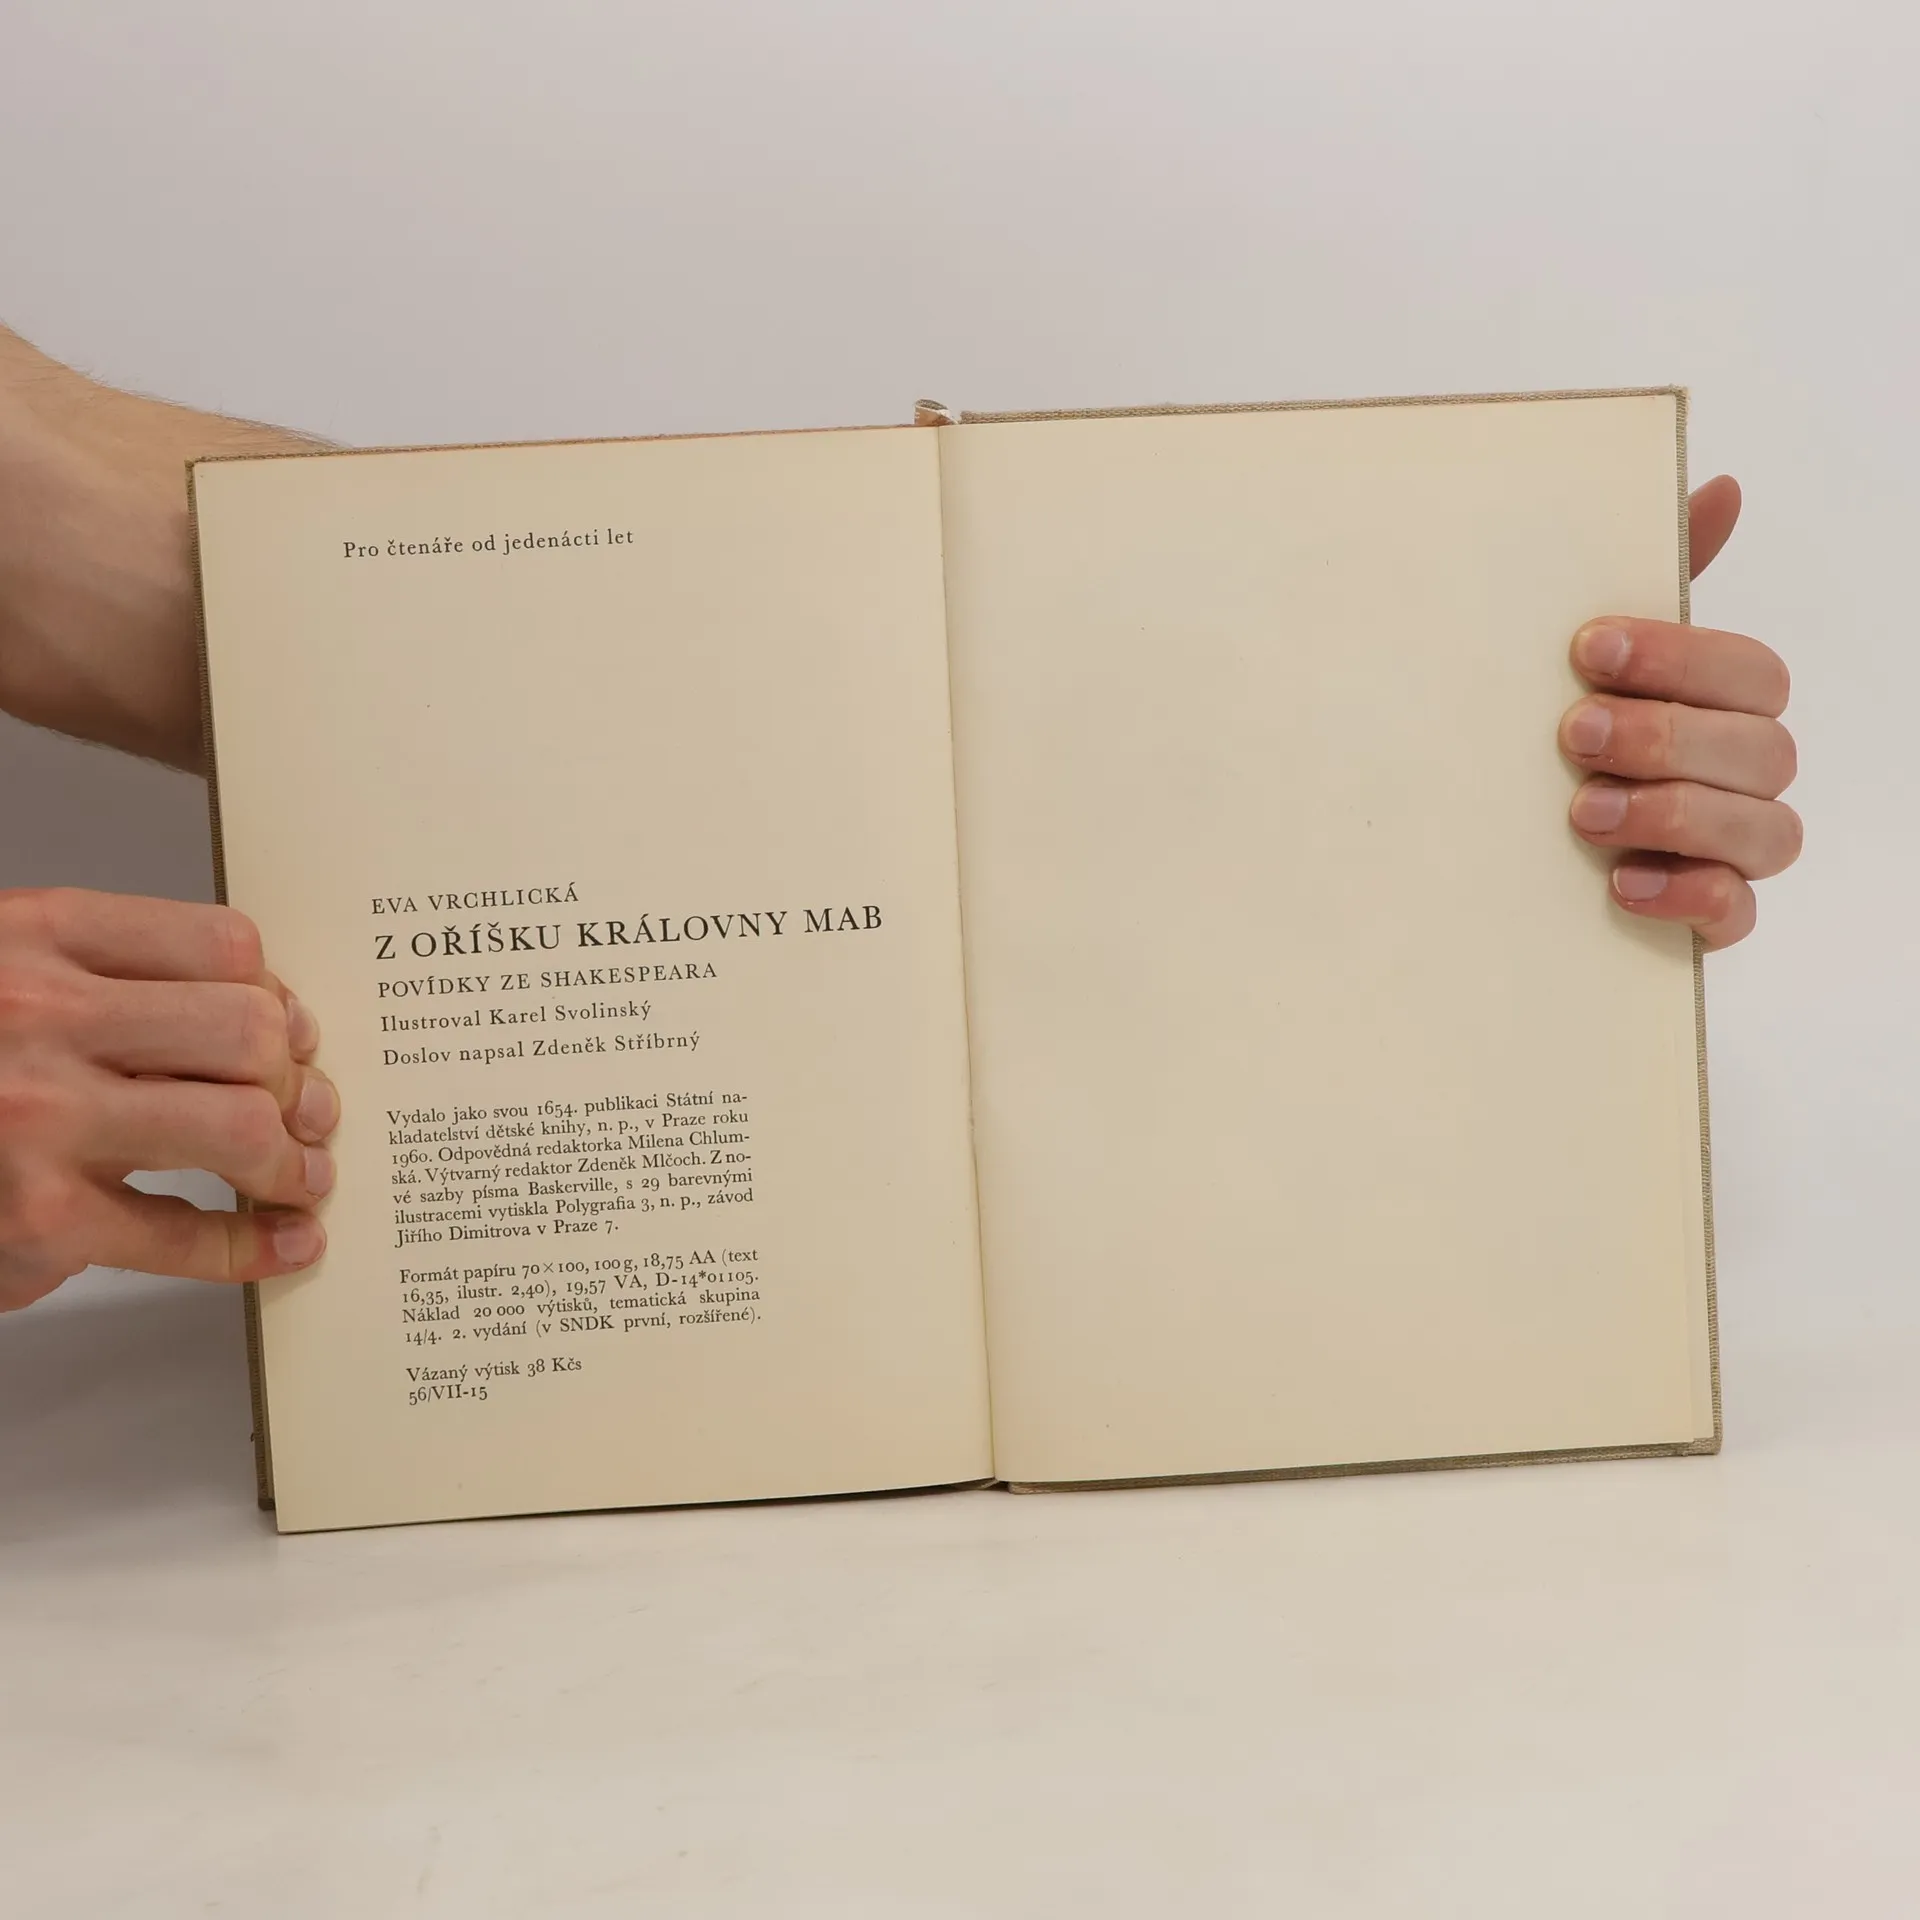 Pro čtenáře od jedenácti let
EVA VRCHLICKÁ
Z OŘÍŠKU KRÁLOVNY MAB
POVÍDKY ZE SHAKESPEARA
Ilustroval Karel Svolinský
Doslov napsal Zdeněk Stříbrný
Vydalo jako svou 1654. publikaci Státní na-
kladatelství dětské knihy, n. p., v Praze roku
1960. Odpovědná redaktorka Milena Chlum-
ská. Výtvarný redaktor Zdeněk Mlčoch. Z no-
vé sazby písma Baskerville, s 29 barevnými
ilustracemi vytiskla Polygrafia 3, n. p., závod
Jiřího Dimitrova v Praze 7.
Formát papíru 70×100, 100 g, 18,75 AA (text
16,35, ilustr. 2,40), 19,57 VA, D-14*01105.
Náklad 20 000 výtisků, tematická skupina
14/4. 2. vydání (v SNDK první, rozšířené).
Vázaný výtisk 38 Kčs
56/VII-15